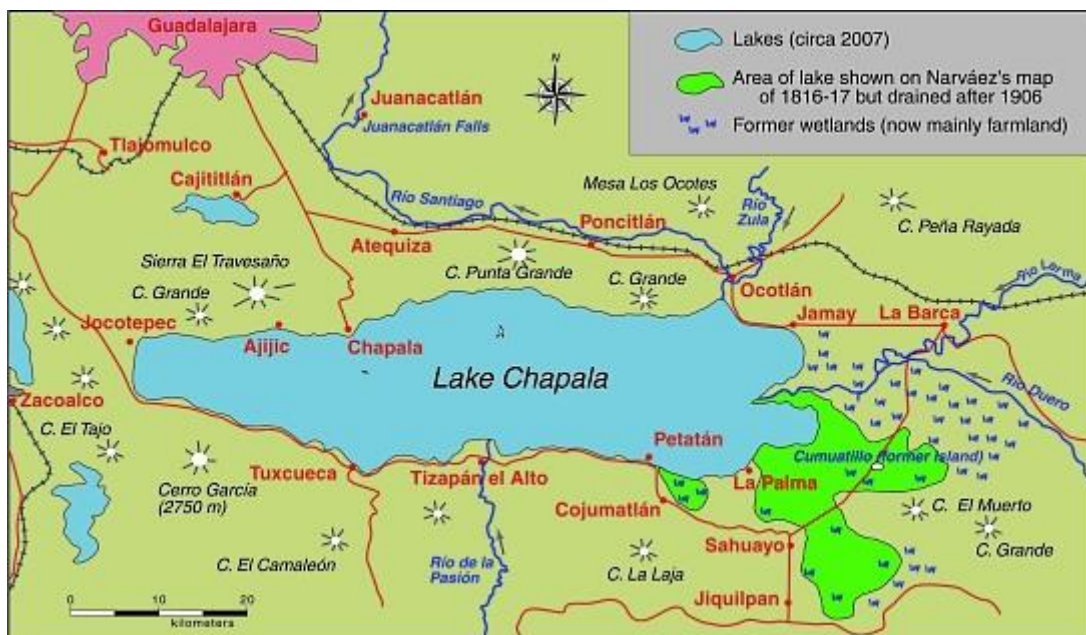 Guadalajara
Lakes (circa 2007)
Area of lake shown on Narváez's map
of 1816-17 but drained after 1906
Former wetlands (now mainly farmland)
N
Juanacatlán
Juanacatlán Falls
Tlajomulco
Cajititlán
Río Santiago
Mesa Los Ocotes
Río
Zula
C. Peña Rayada
Atequiza
Poncitlán
Sierra El Travesaño
C. Punta Grande
C. Grande
C. Grande
Ocotlán
Río Lerma
Jocotepec
Ajijic
Chapala
Jamay
La Barca
Lake Chapala
Río Duero
Zacoalco
C. El Tajo
Petatán
Cumuatillo (former island)
Tuxcueca
Tizapán el Alto
La Palma
Cerro García
(2750 m)
Cojumatlán
C. El Muerto
Sahuayo
C. Grande
C. El Camaleón
Río de la
Pasión
C. La Laja
Jiquilpan
0 10 20
kilometers